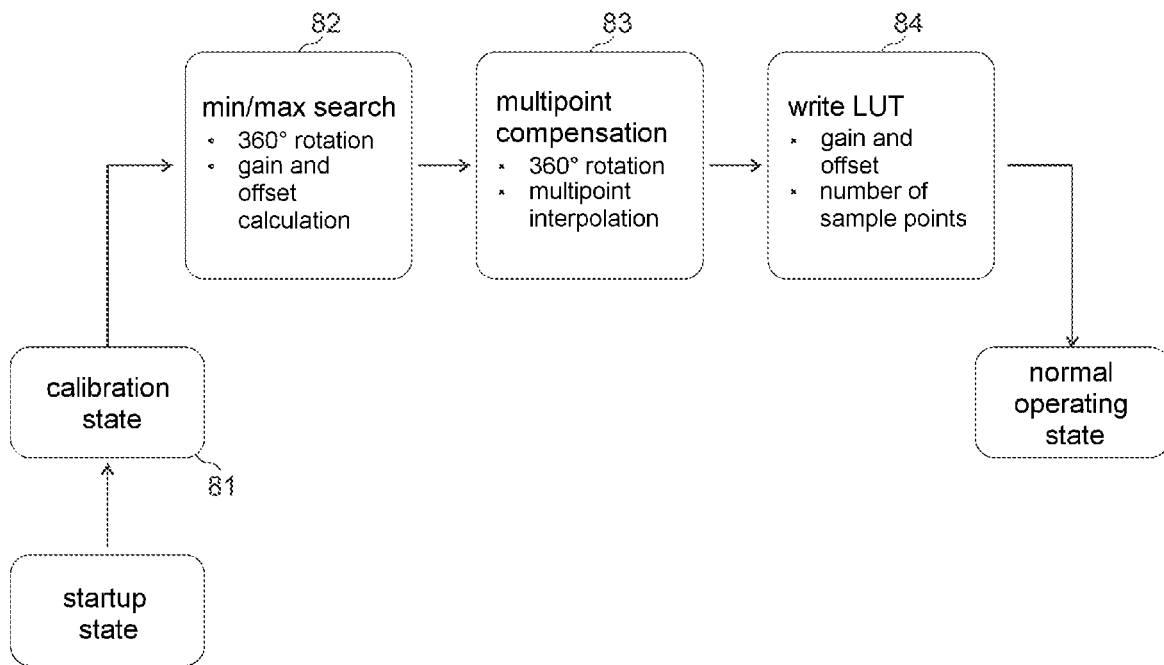 82
min/max search
• 360° rotation
• gain and
offset
calculation
83
multipoint
compensation
• 360° rotation
• multipoint
interpolation
84
write LUT
• gain and
offset
• number of
sample points
calibration
state
81
startup
state
normal
operating
state